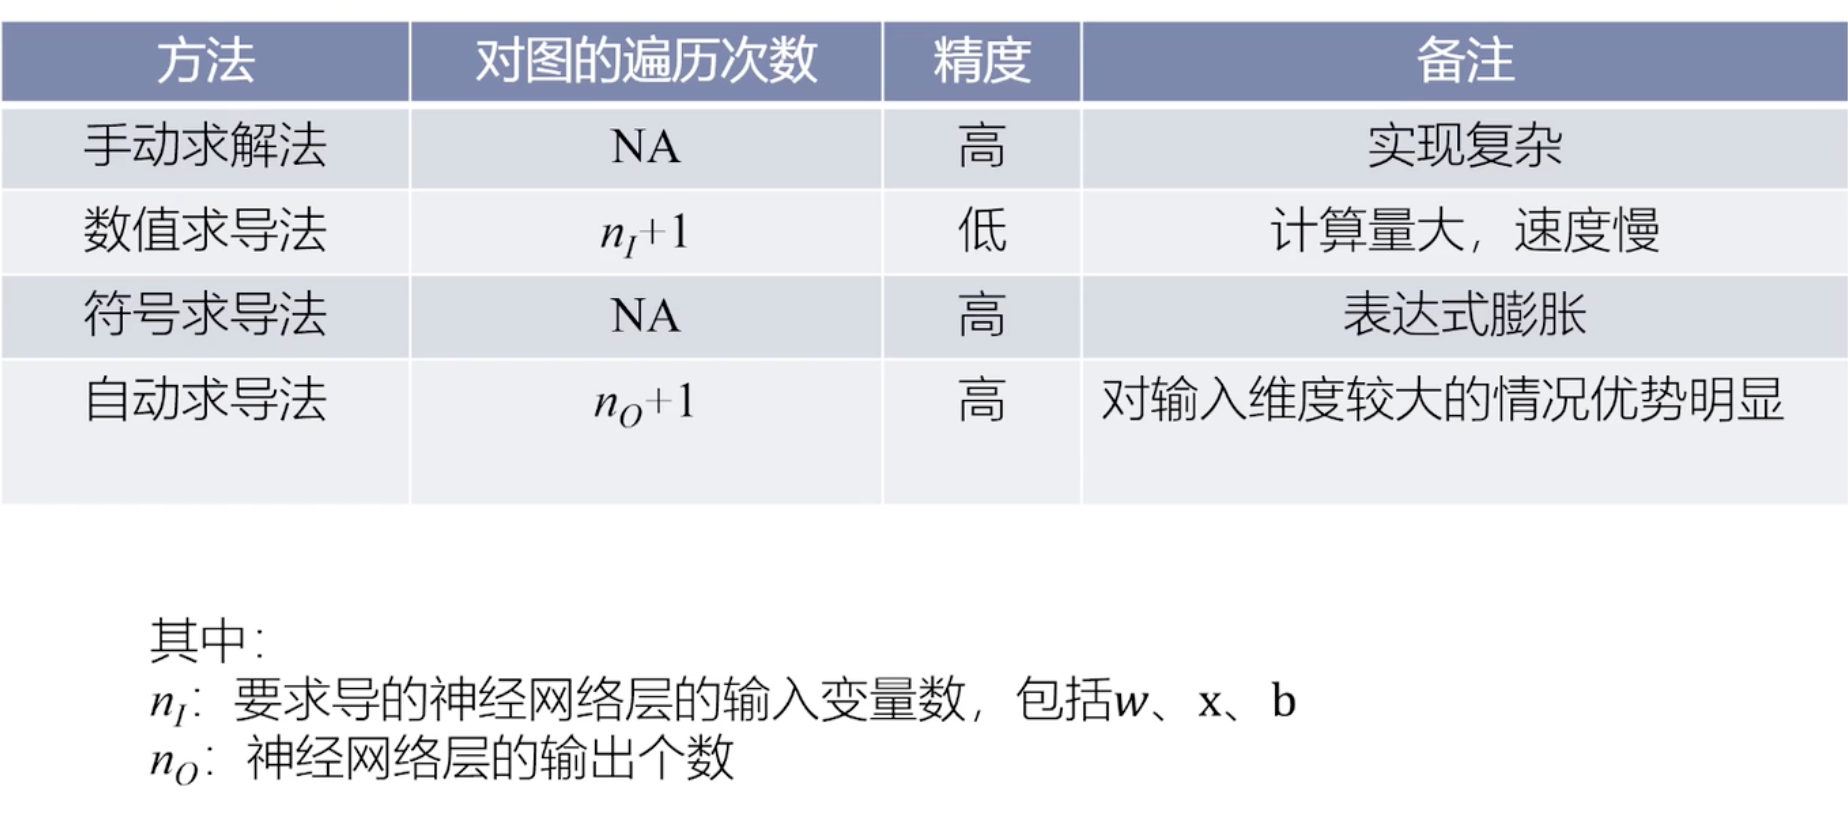 方法 对图的遍历次数 精度 备注
手动求解法 NA 高 实现复杂
数值求导法 n_I+1 低 计算量大，速度慢
符号求导法 NA 高 表达式膨胀
自动求导法 n_O+1 高 对输入维度较大的情况优势明显
其中：
n_I：要求导的神经网络层的输入变量数，包括w、x、b
n_O：神经网络层的输出个数